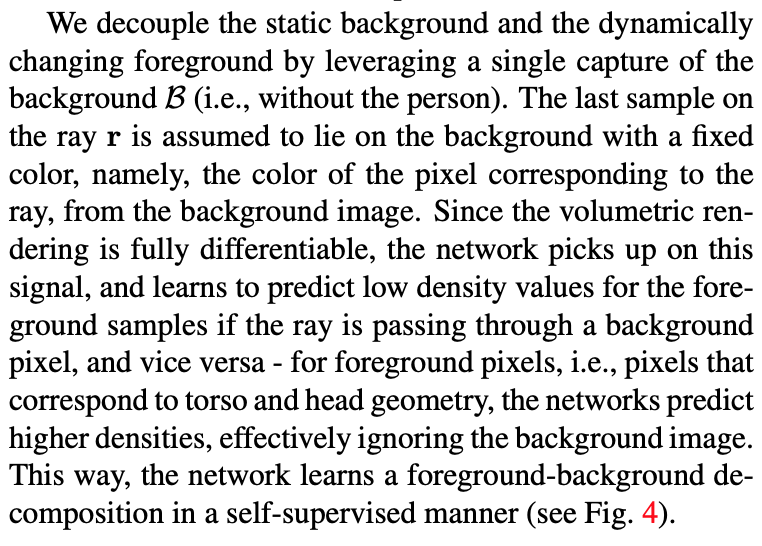 We decouple the static background and the dynamically
changing foreground by leveraging a single capture of the
background B (i.e., without the person). The last sample on
the ray r is assumed to lie on the background with a fixed
color, namely, the color of the pixel corresponding to the
ray, from the background image. Since the volumetric ren-
dering is fully differentiable, the network picks up on this
signal, and learns to predict low density values for the fore-
ground samples if the ray is passing through a background
pixel, and vice versa - for foreground pixels, i.e., pixels that
correspond to torso and head geometry, the networks predict
higher densities, effectively ignoring the background image.
This way, the network learns a foreground-background de-
composition in a self-supervised manner (see Fig. 4).